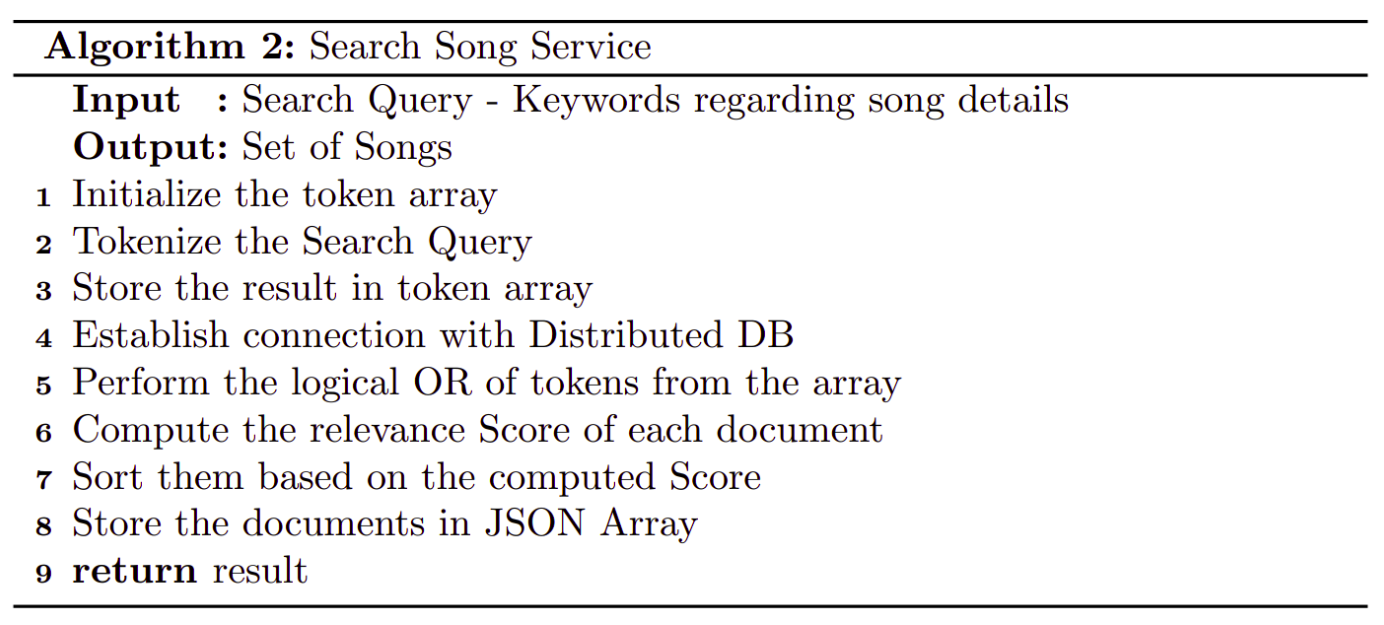 Algorithm 2: Search Song Service
Input : Search Query - Keywords regarding song details
Output: Set of Songs
1 Initialize the token array
2 Tokenize the Search Query
3 Store the result in token array
4 Establish connection with Distributed DB
5 Perform the logical OR of tokens from the array
6 Compute the relevance Score of each document
7 Sort them based on the computed Score
8 Store the documents in JSON Array
9 return result